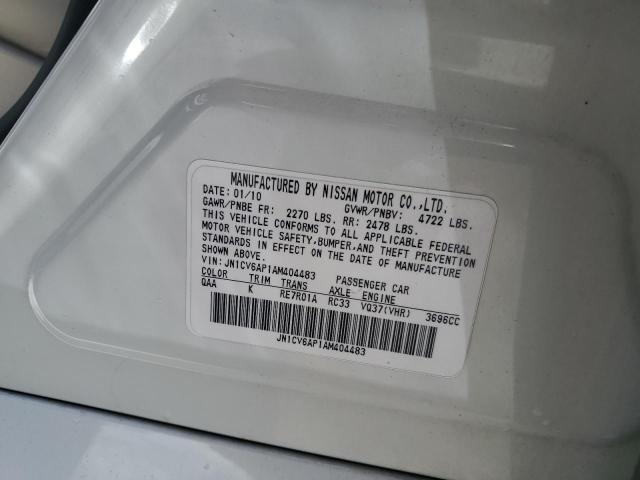 MANUFACTURED BY NISSAN MOTOR CO.,LTD.
DATE: 01/10 GVWR/PNBV: 4722 LBS.
GAWR/PNBE FR: 2270 LBS. RR: 2478 LBS.
THIS VEHICLE CONFORMS TO ALL APPLICABLE FEDERAL
MOTOR VEHICLE SAFETY,BUMPER,AND THEFT PREVENTION
STANDARDS IN EFFECT ON THE DATE OF MANUFACTURE
SHOWN ABOVE.
VIN: JN1CV6AP1AM404483 PASSENGER CAR
COLOR TRIM TRANS AXLE ENGINE
QAA K RE7R01A RC33 VQ37(VHR) 3696CC
JN1CV6AP1AM404483